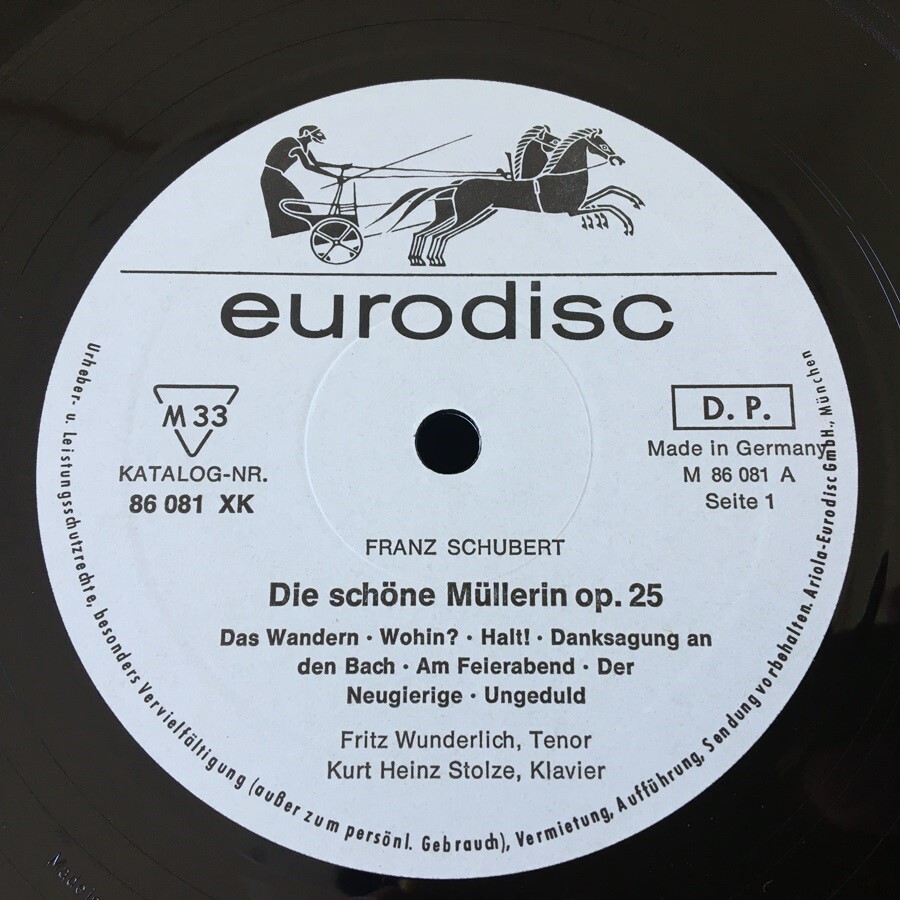 eurodisc
M 33
KATALOG-NR.
86 081 XK
D. P.
Made in Germany
M 86 081 A
Seite 1
FRANZ SCHUBERT
Die schöne Müllerin op. 25
Das Wandern · Wohin? · Halt! · Danksagung an
den Bach · Am Feierabend · Der
Neugierige · Ungeduld
Fritz Wunderlich, Tenor
Kurt Heinz Stolze, Klavier
Urheber- u. Leistungsschutzrechte, besonders Vervielfältigung (außer zum persönl. Gebrauch), Vermietung, Aufführung, Sendung vorbehalten. Ariola-Eurodisc GmbH., München